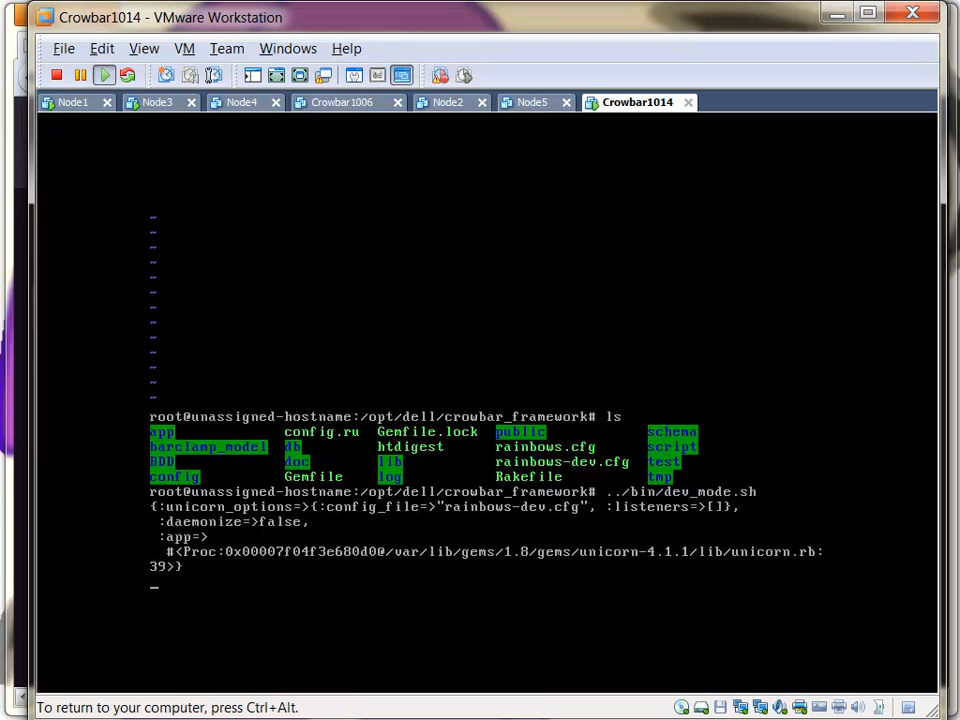 Crowbar1014 - VMware Workstation
File Edit View VM Team Windows Help
Node1 Node3 Node4 Crowbar1006 Node2 Node5 Crowbar1014
~
~
~
~
~
~
~
~
~
~
~
~
~
root@unassigned-hostname:/opt/dell/crowbar_framework# ls
app config.ru Gemfile.lock public schema
barclamp_model db htdigest rainbows.cfg script
BDD doc lib rainbows-dev.cfg test
config Gemfile log Rakefile tmp
root@unassigned-hostname:/opt/dell/crowbar_framework# ../bin/dev_mode.sh
{:unicorn_options=>{:config_file=>"rainbows-dev.cfg", :listeners=>[]},
:daemonize=>false,
:app=>
#<Proc:0x00007f04f3e680d0@/var/lib/gems/1.8/gems/unicorn-4.1.1/lib/unicorn.rb:
39>}
To return to your computer, press Ctrl+Alt.